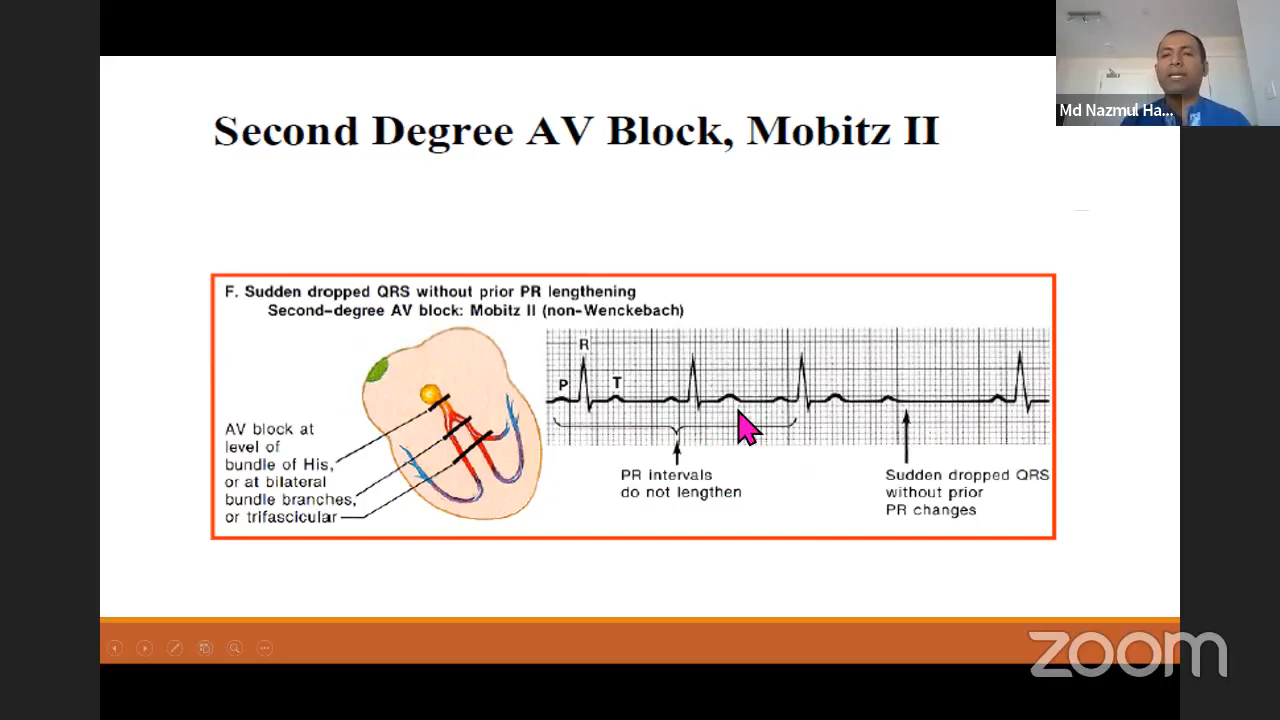 Md Nazmul Ha...
Second Degree AV Block, Mobitz II
F. Sudden dropped QRS without prior PR lengthening
Second-degree AV block: Mobitz II (non-Wenckebach)
R
P
T
AV block at
level of
bundle of His,
or at bilateral
bundle branches,
or trifascicular
PR intervals
do not lengthen
Sudden dropped QRS
without prior
PR changes
zoom